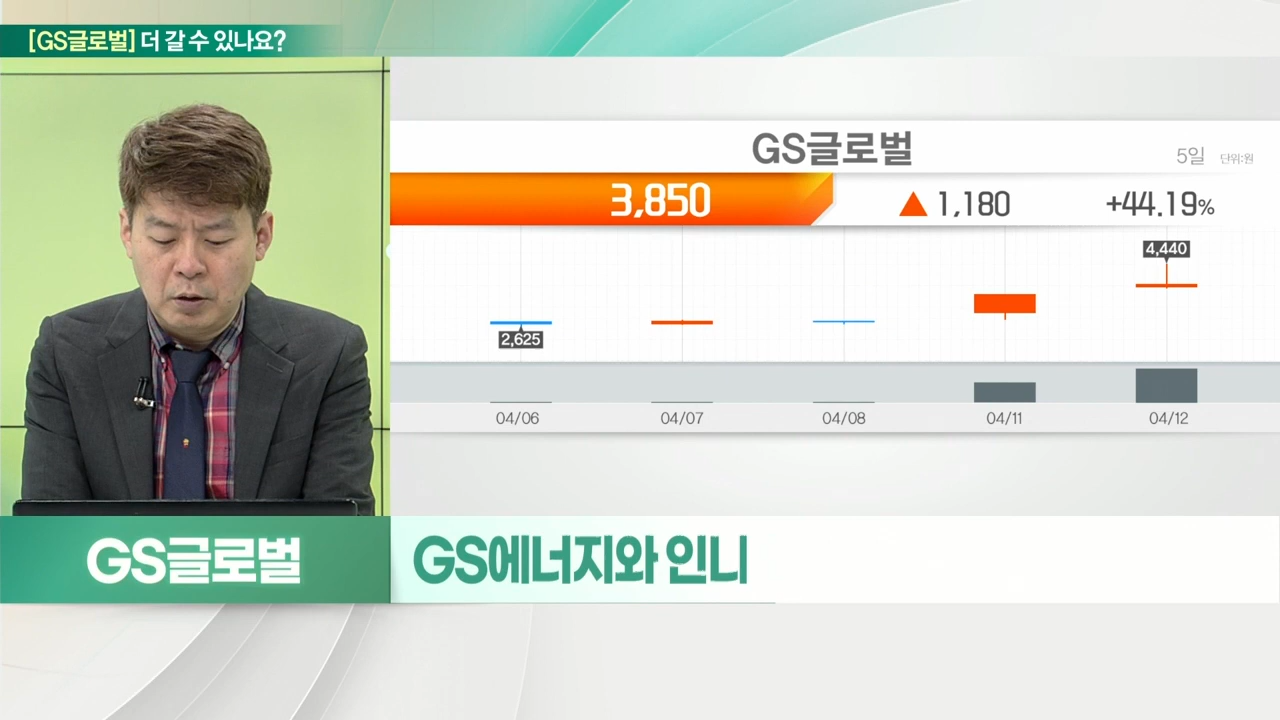 [GS글로벌] 더 갈 수 있나요?
GS글로벌
5일 단위:원
3,850 ▲ 1,180 +44.19%
4,440
2,625
04/06 04/07 04/08 04/11 04/12
GS글로벌
GS에너지와 인니